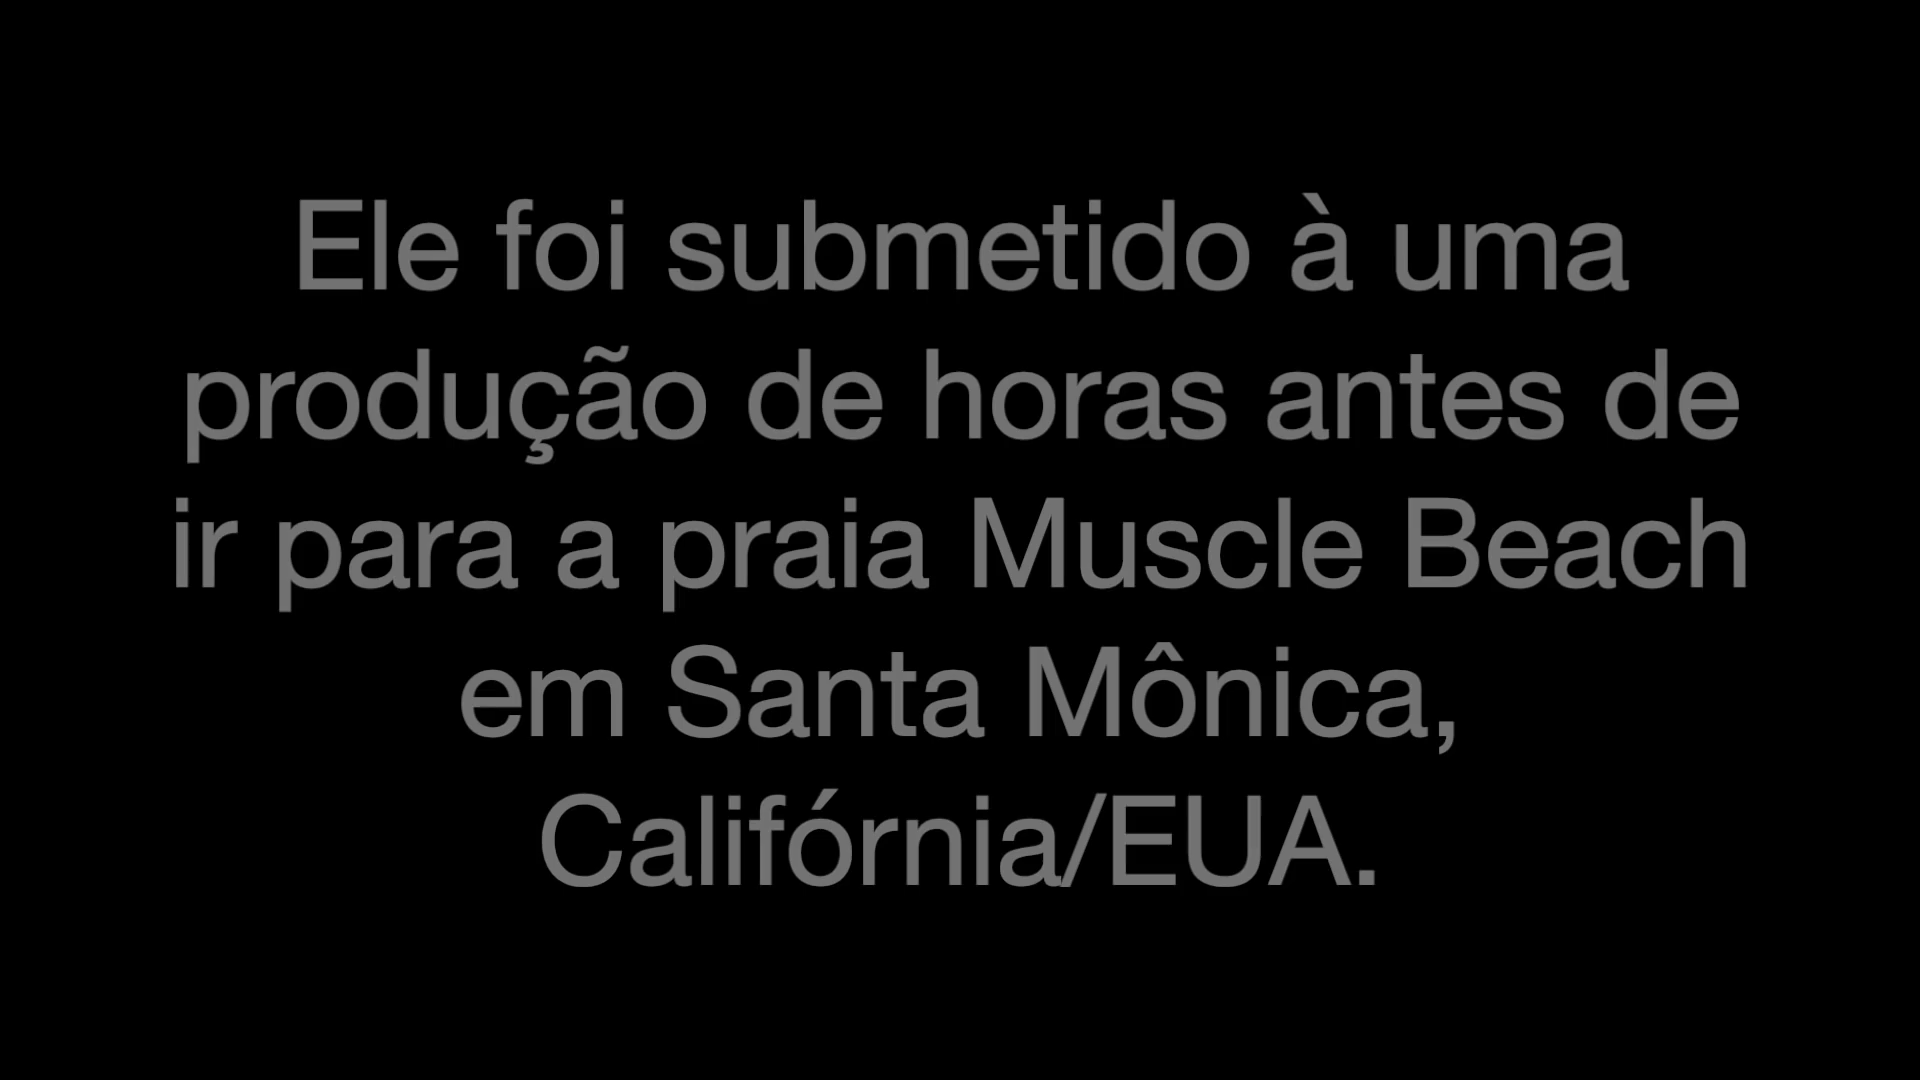 Ele foi submetido à uma
produção de horas antes de
ir para a praia Muscle Beach
em Santa Mônica,
Califórnia/EUA.